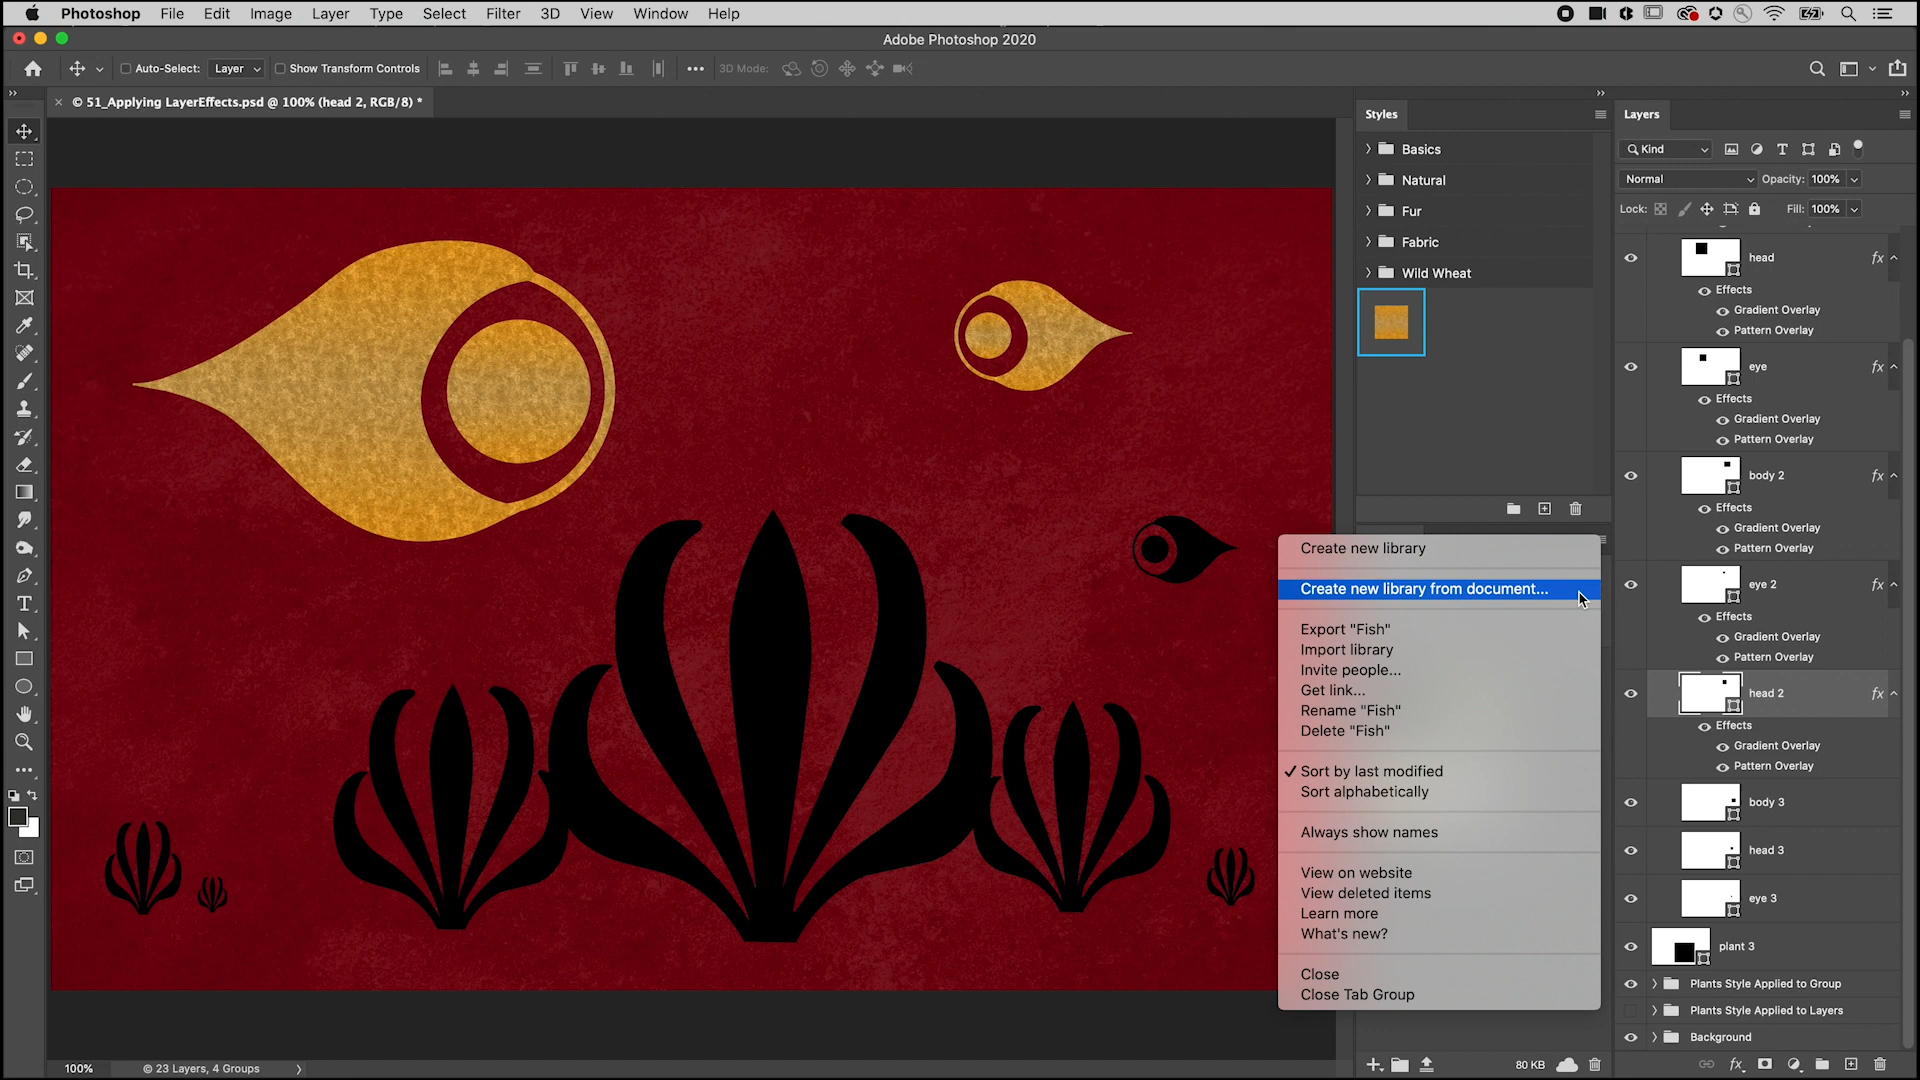 Photoshop File Edit Image Layer Type Select Filter 3D View Window Help
Adobe Photoshop 2020
Auto-Select: Layer Show Transform Controls 3D Mode:
© 51_Applying LayerEffects.psd @ 100% (head 2, RGB/8) *
Styles
Basics
Natural
Fur
Fabric
Wild Wheat
Create new library
Create new library from document...
Export "Fish"
Import library
Invite people...
Get link...
Rename "Fish"
Delete "Fish"
✓ Sort by last modified
Sort alphabetically
Always show names
View on website
View deleted items
Learn more
What's new?
Close
Close Tab Group
80 KB
Layers
Kind
Normal Opacity: 100%
Lock: Fill: 100%
head fx
Effects
Gradient Overlay
Pattern Overlay
eye fx
Effects
Gradient Overlay
Pattern Overlay
body 2 fx
Effects
Gradient Overlay
Pattern Overlay
eye 2 fx
Effects
Gradient Overlay
Pattern Overlay
head 2 fx
Effects
Gradient Overlay
Pattern Overlay
body 3
head 3
eye 3
plant 3
Plants Style Applied to Group
Plants Style Applied to Layers
Background
fx
100% © 23 Layers, 4 Groups